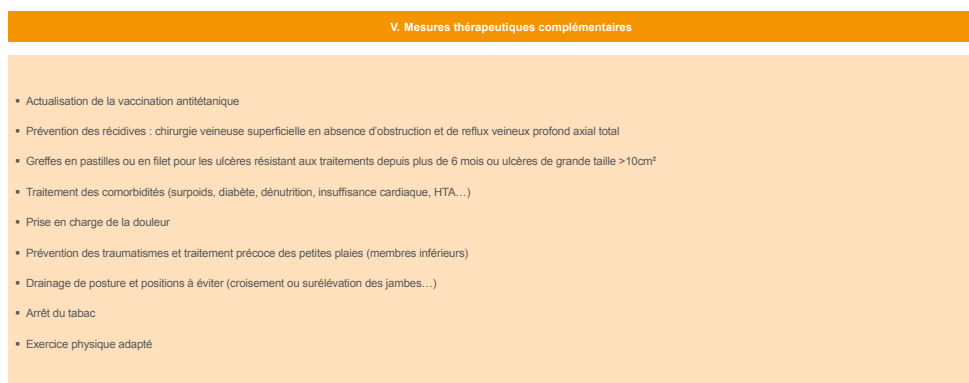 V. Mesures thérapeutiques complémentaires
▪ Actualisation de la vaccination antitétanique
▪ Prévention des récidives : chirurgie veineuse superficielle en absence d'obstruction et de reflux veineux profond axial total
▪ Greffes en pastilles ou en filet pour les ulcères résistant aux traitements depuis plus de 6 mois ou ulcères de grande taille >10cm²
▪ Traitement des comorbidités (surpoids, diabète, dénutrition, insuffisance cardiaque, HTA…)
▪ Prise en charge de la douleur
▪ Prévention des traumatismes et traitement précoce des petites plaies (membres inférieurs)
▪ Drainage de posture et positions à éviter (croisement ou surélévation des jambes…)
▪ Arrêt du tabac
▪ Exercice physique adapté